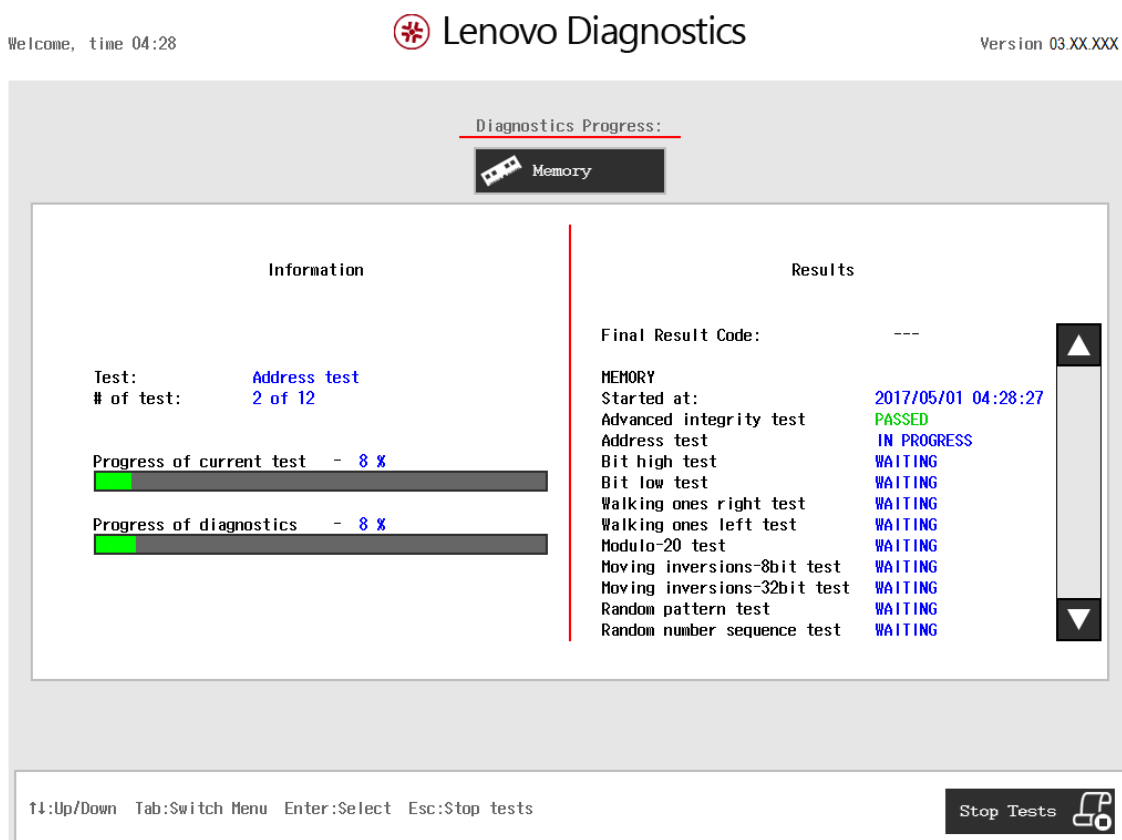 Welcome, time 04:28
Lenovo Diagnostics
Version 03.XX.XXX
Diagnostics Progress:
Memory
Information
Test: Address test
# of test: 2 of 12
Progress of current test - 8 %
Progress of diagnostics - 8 %
Results
Final Result Code: ---
MEMORY
Started at: 2017/05/01 04:28:27
Advanced integrity test PASSED
Address test IN PROGRESS
Bit high test WAITING
Bit low test WAITING
Walking ones right test WAITING
Walking ones left test WAITING
Modulo-20 test WAITING
Moving inversions-8bit test WAITING
Moving inversions-32bit test WAITING
Random pattern test WAITING
Random number sequence test WAITING
↑↓:Up/Down Tab:Switch Menu Enter:Select Esc:Stop tests
Stop Tests